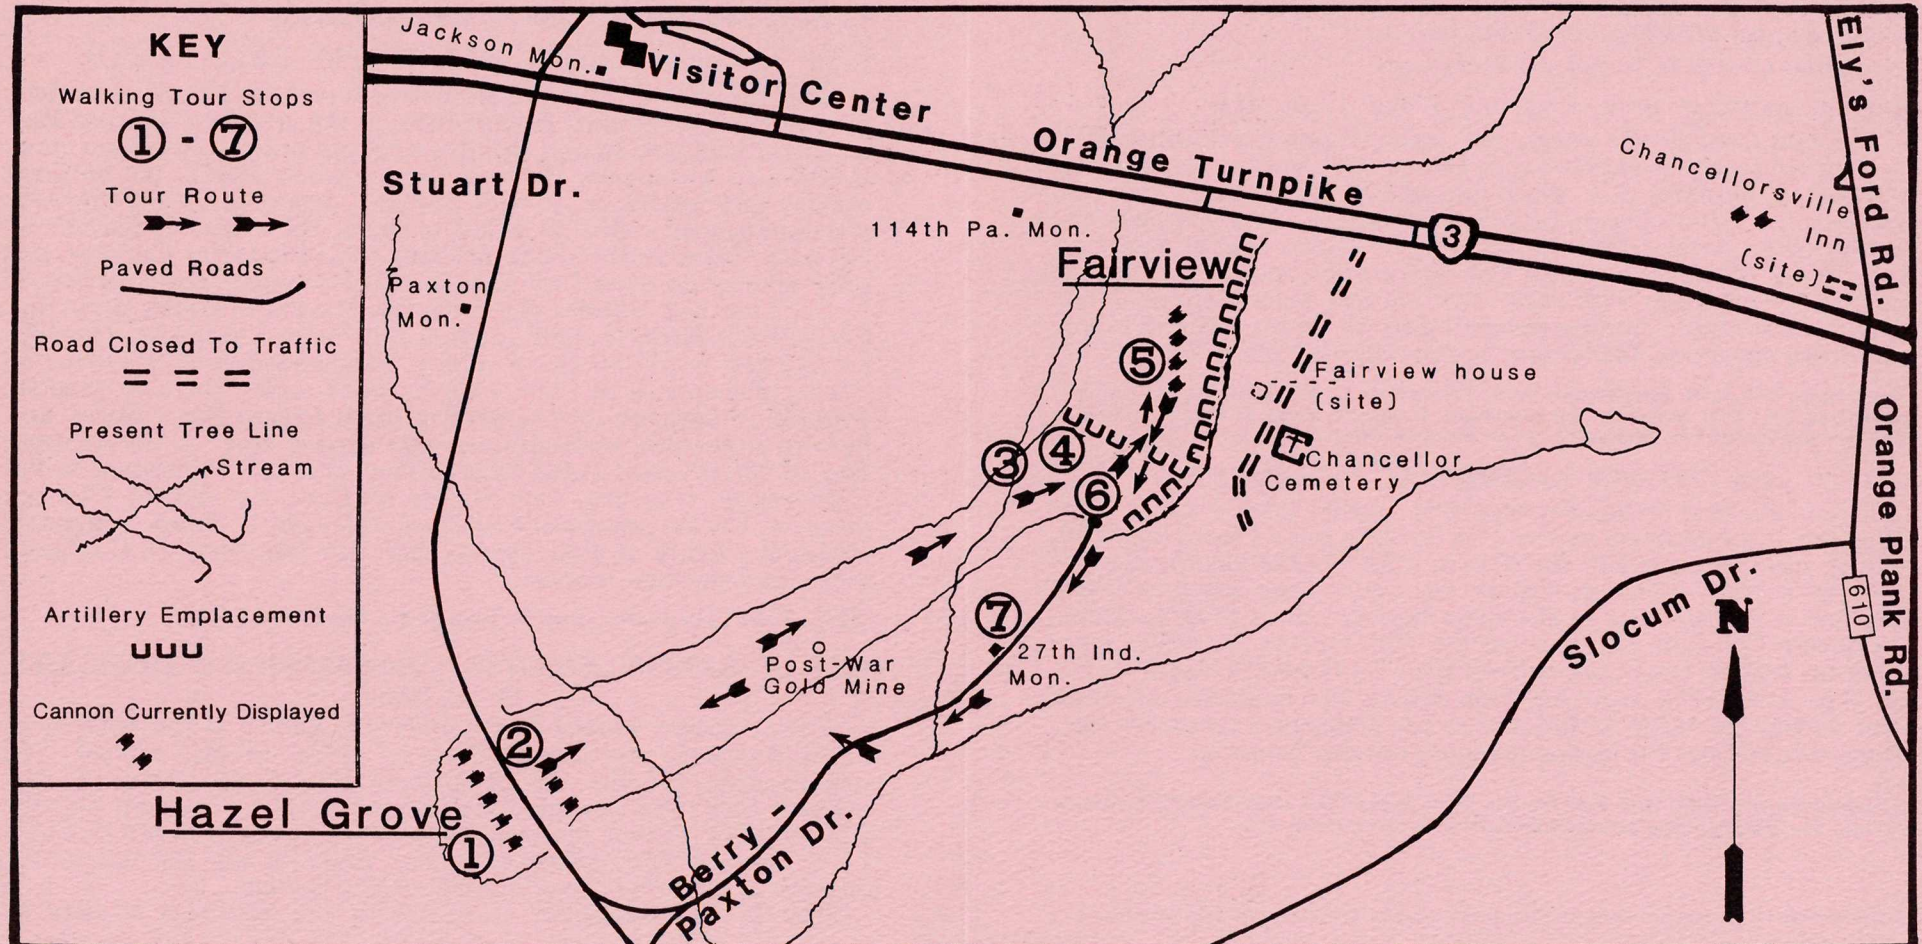 KEY
Walking Tour Stops
① - ⑦
Tour Route
Paved Roads
Road Closed To Traffic
Present Tree Line
Stream
Artillery Emplacement
Cannon Currently Displayed
Jackson Mon.
Visitor Center
Orange Turnpike
3
Ely's Ford Rd.
Chancellorsville
Inn
(site)
Stuart Dr.
114th Pa. Mon.
Fairview
Paxton
Mon.
⑤
Fairview house
(site)
③
④
⑥
Chancellor
Cemetery
Orange Plank Rd.
610
Slocum Dr.
N
⑦
27th Ind.
Mon.
Post-War
Gold Mine
②
Hazel Grove
①
Berry -
Paxton Dr.